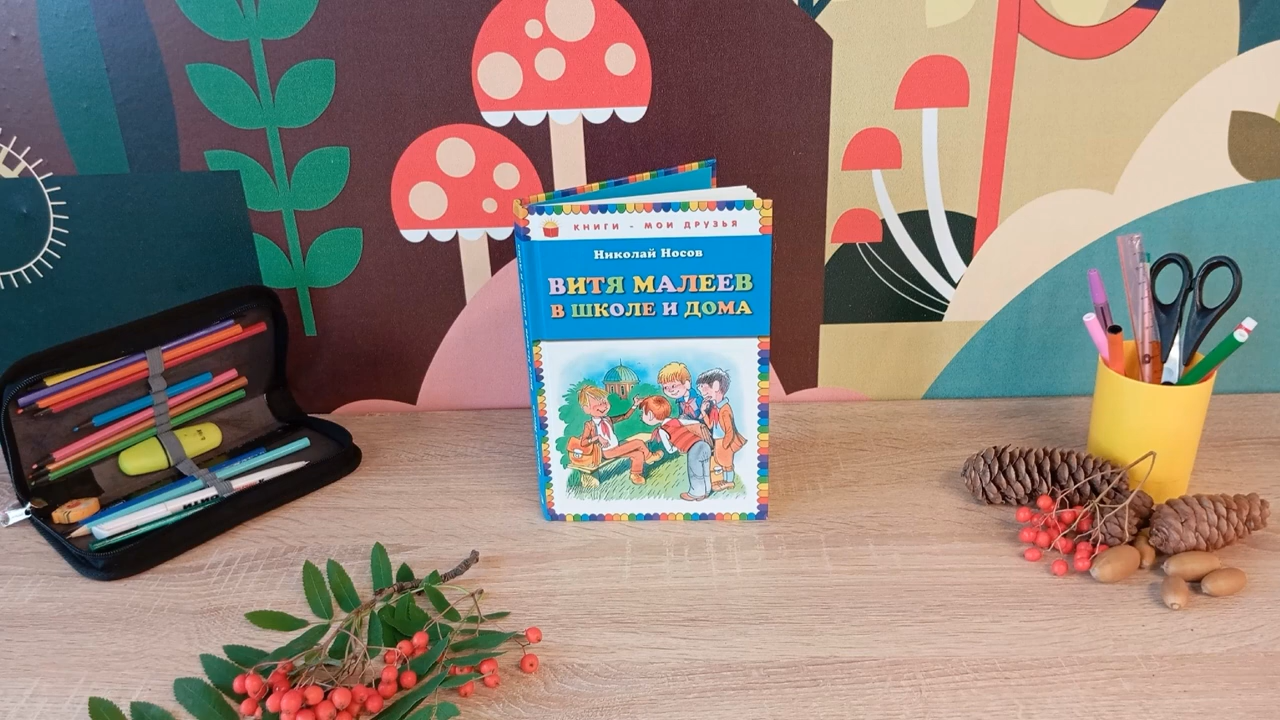 КНИГИ - МОИ ДРУЗЬЯ
Николай Носов
ВИТЯ МАЛЕЕВ
В ШКОЛЕ И ДОМА